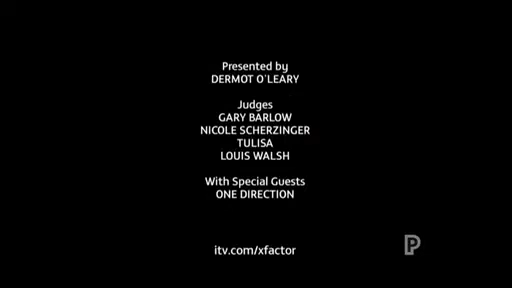 Presented by
DERMOT O'LEARY
Judges
GARY BARLOW
NICOLE SCHERZINGER
TULISA
LOUIS WALSH
With Special Guests
ONE DIRECTION
itv.com/xfactor
P